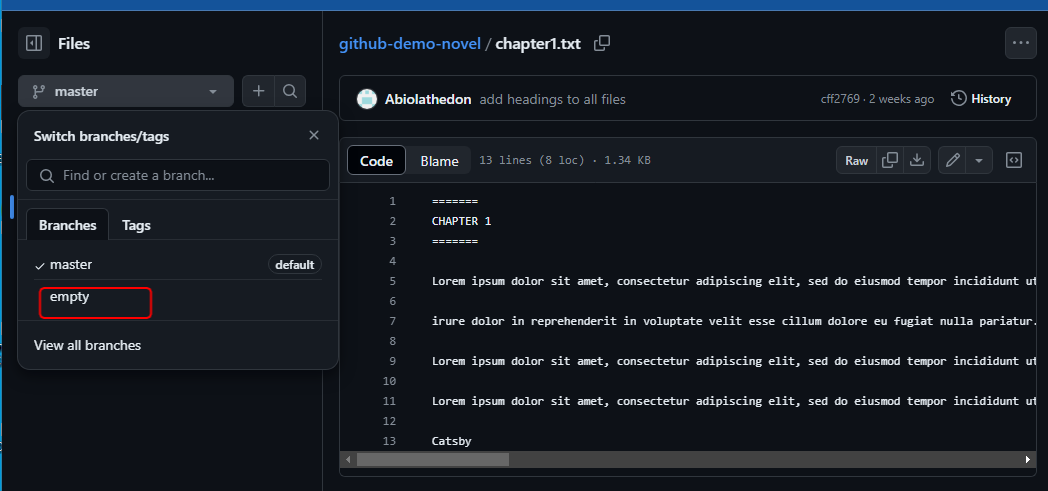 Files
master
Switch branches/tags
Find or create a branch...
Branches
Tags
master
default
empty
View all branches
github-demo-novel / chapter1.txt
Abiolathedon add headings to all files
cff2769 · 2 weeks ago
History
Code
Blame
13 lines (8 loc) · 1.34 KB
Raw
1 =======
2 CHAPTER 1
3 =======
4
5 Lorem ipsum dolor sit amet, consectetur adipiscing elit, sed do eiusmod tempor incididunt ut
6
7 irure dolor in reprehenderit in voluptate velit esse cillum dolore eu fugiat nulla pariatur.
8
9 Lorem ipsum dolor sit amet, consectetur adipiscing elit, sed do eiusmod tempor incididunt ut
10
11 Lorem ipsum dolor sit amet, consectetur adipiscing elit, sed do eiusmod tempor incididunt ut
12
13 Catsby